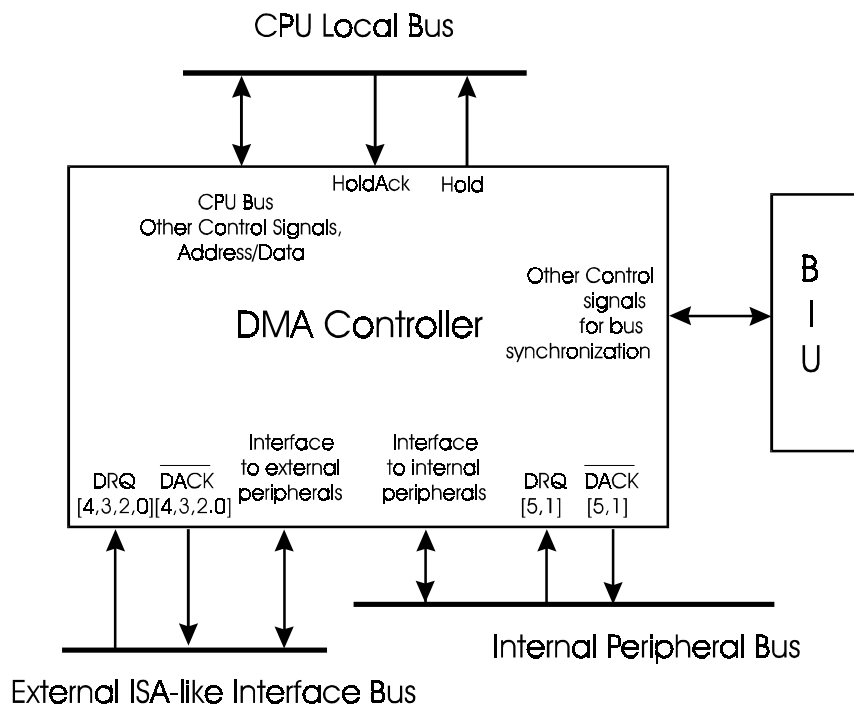 CPU Local Bus
HoldAck Hold
CPU Bus
Other Control Signals,
Address/Data
Other Control
signals
for bus
synchronization
B
I
U
DMA Controller
Interface
to external
peripherals
Interface
to internal
peripherals
DRQ
[4,3,2,0]
DACK
[4,3,2.0]
DRQ
[5,1]
DACK
[5,1]
Internal Peripheral Bus
External ISA-like Interface Bus